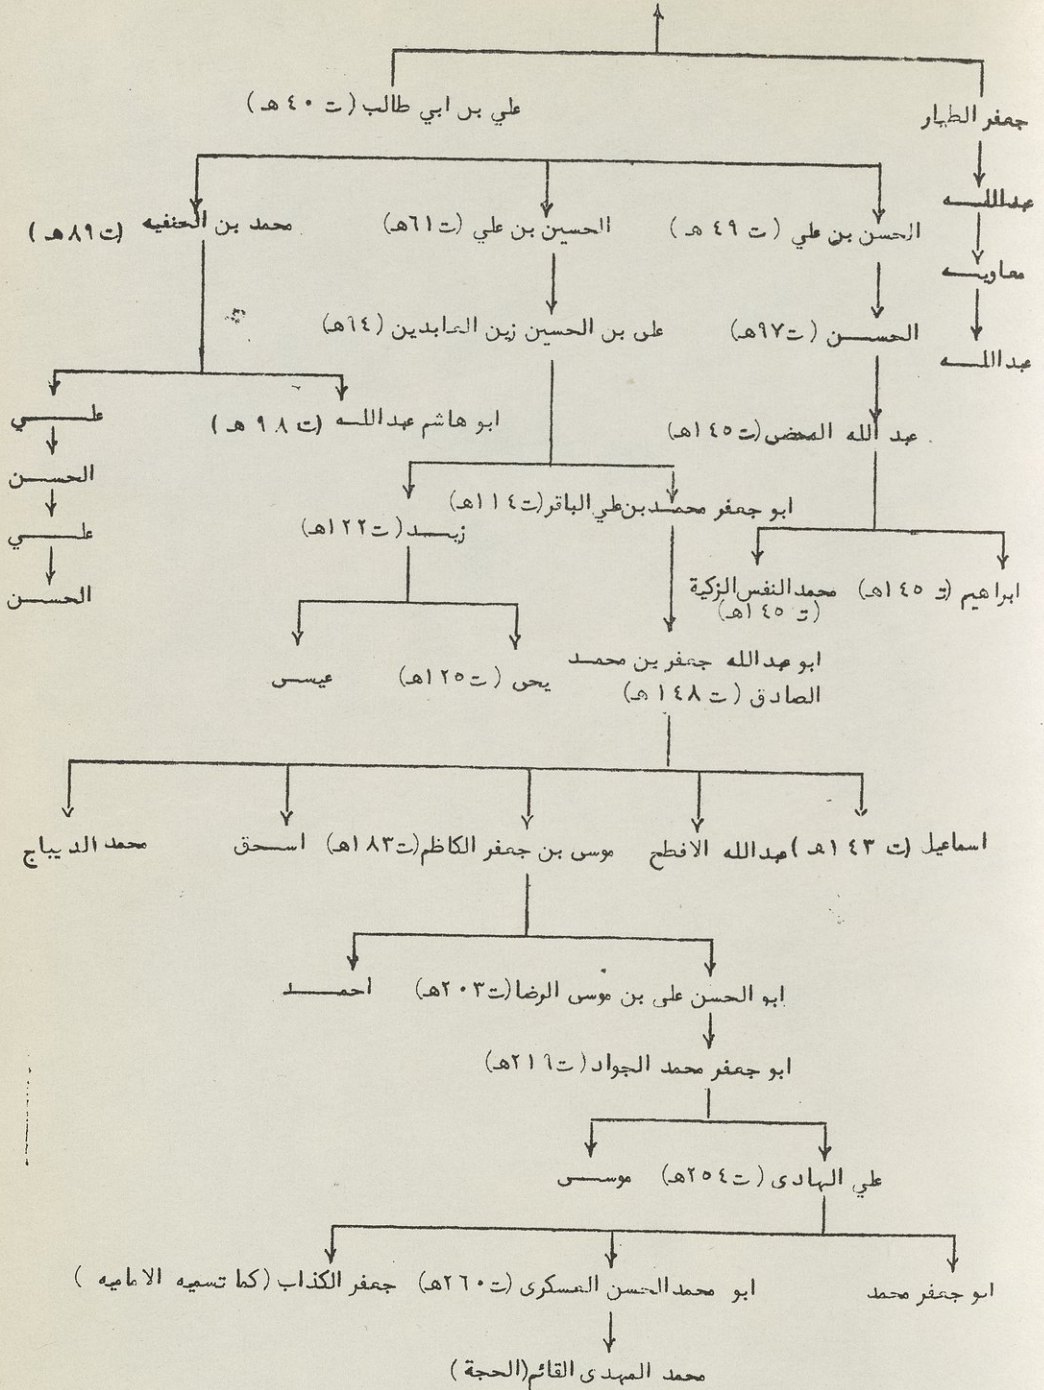 جعفر الطيار
علي بن ابي طالب (ت ٤٠ هـ)
عبدالله
الحسن بن علي (ت ٤٩ هـ)
الحسين بن علي (ت ٦١هـ)
محمد بن الحنفيه (ت ٨٩هـ)
معاويه
عبدالله
الحسن (ت ٩٧هـ)
على بن الحسين زين العابدين (٦٤هـ)
عبد الله المحض (ت ١٤٥هـ)
ابو هاشم عبدالله (ت ٩٨ هـ)
علي
الحسن
علي
الحسن
ابو جعفر محمد بن علي الباقر (ت ١١٤هـ)
زيد (ت ١٢٢هـ)
ابراهيم (ت ١٤٥هـ)
محمد النفس الزكية
(ت ١٤٥هـ)
ابو عبدالله جعفر بن محمد
الصادق (ت ١٤٨هـ)
يحى (ت ١٢٥هـ)
عيسى
اسماعيل (ت ١٤٣هـ)
عبدالله الافطح
موسى بن جعفر الكاظم (ت ١٨٣هـ)
اسحق
محمد الديباج
ابو الحسن على بن موسى الرضا (ت ٢٠٣هـ)
احمد
ابو جعفر محمد الجواد (ت ٢١٦هـ)
علي الهادى (ت ٢٥٤هـ)
موسى
ابو جعفر محمد
ابو محمد الحسن العسكرى (ت ٢٦٠هـ)
جعفر الكذاب (كما تسميه الاماميه )
محمد المهدى القائم (الحجة)